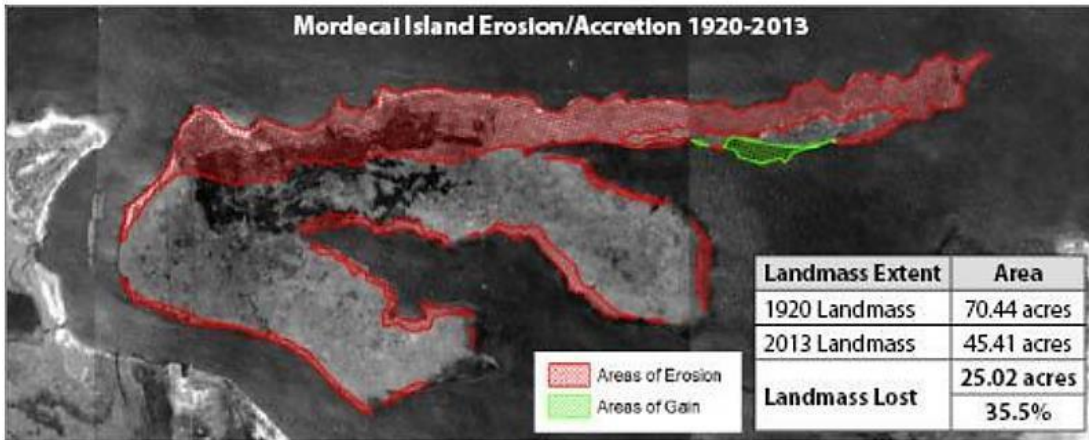 Mordecai Island Erosion/Accretion 1920-2013
Landmass Extent Area
1920 Landmass 70.44 acres
2013 Landmass 45.41 acres
Landmass Lost 25.02 acres
35.5%
Areas of Erosion
Areas of Gain